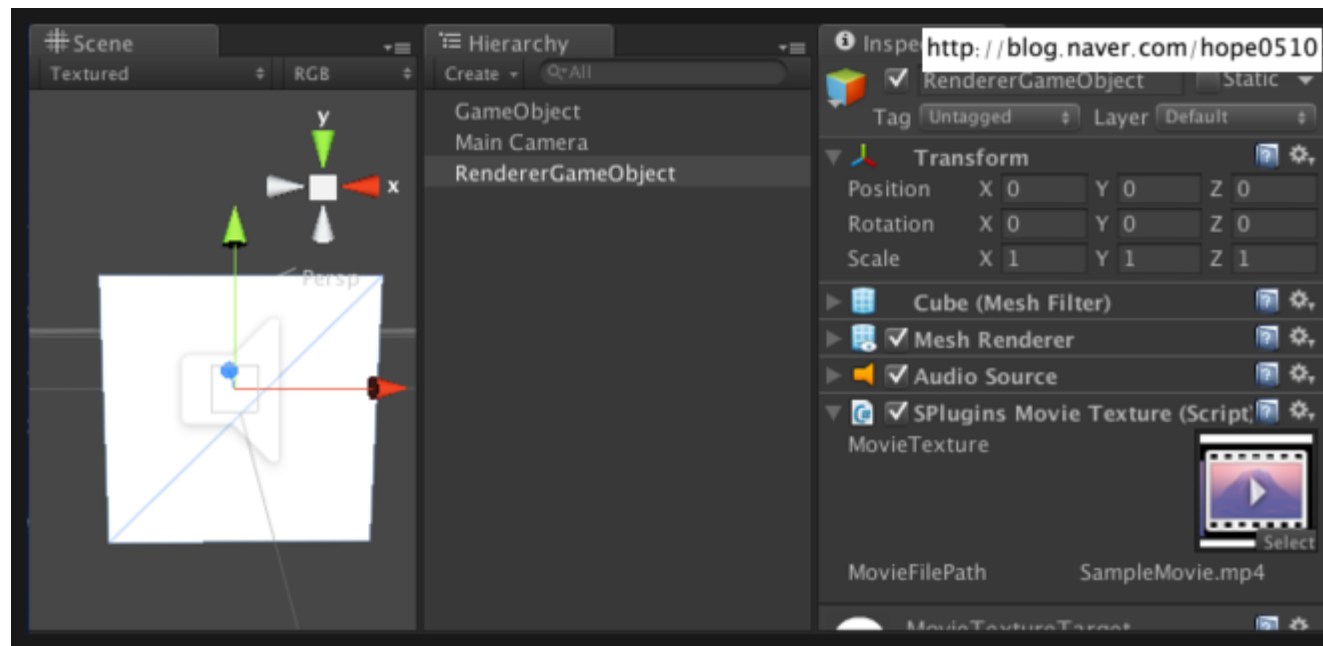 Scene
Textured
RGB
y
x
Persp
Hierarchy
Create
All
GameObject
Main Camera
RendererGameObject
Inspe
http://blog.naver.com/hope0510
RendererGameObject
Static
Tag Untagged Layer Default
Transform
Position X 0 Y 0 Z 0
Rotation X 0 Y 0 Z 0
Scale X 1 Y 1 Z 1
Cube (Mesh Filter)
Mesh Renderer
Audio Source
SPlugins Movie Texture (Script)
MovieTexture
Select
MovieFilePath SampleMovie.mp4
MovieTextureTarget